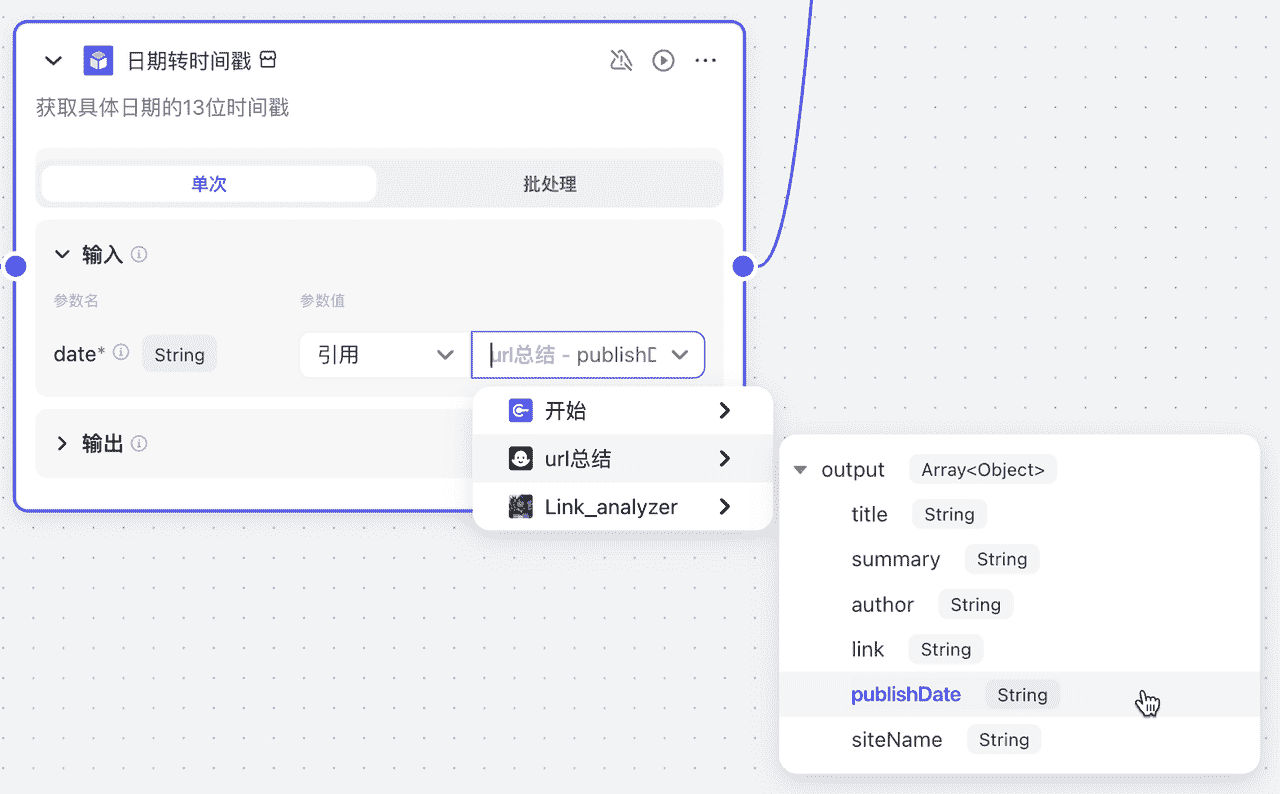 日期转时间戳
获取具体日期的13位时间戳
单次 批处理
输入
参数名 参数值
date* String 引用 url总结 - publishD
开始
输出
url总结
Link_analyzer
output Array<Object>
title String
summary String
author String
link String
publishDate String
siteName String